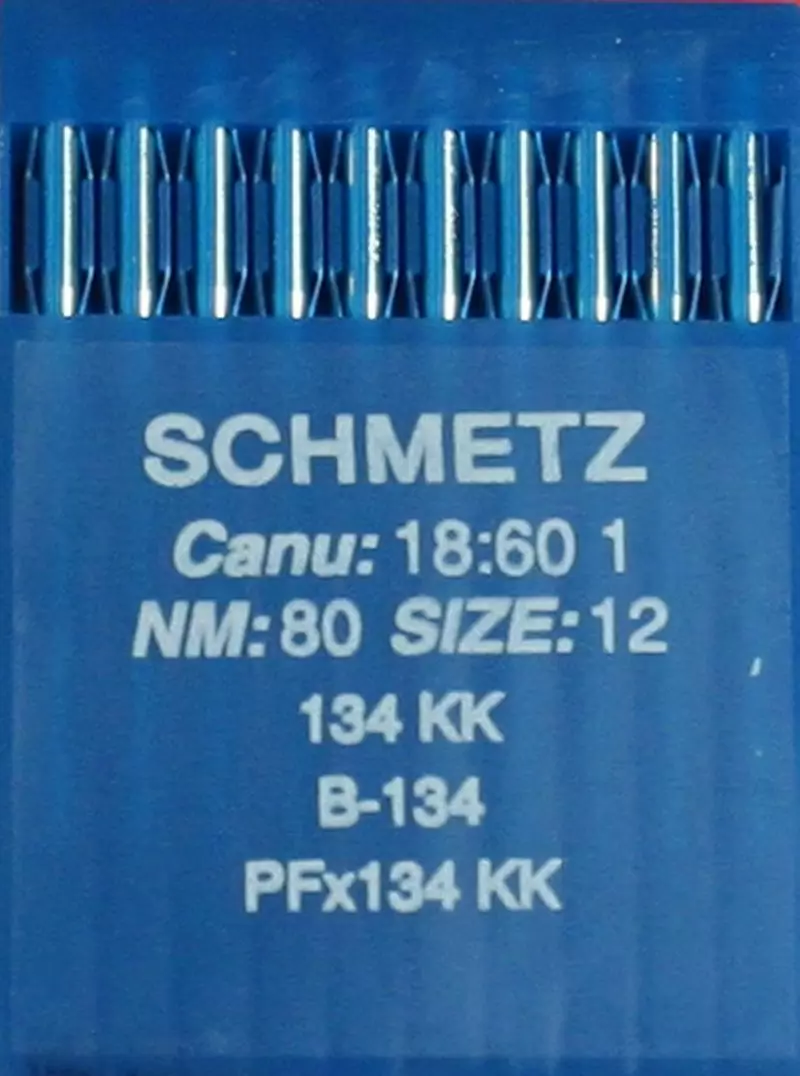 SCHMETZ
Canu: 18:60 1
NM: 80 SIZE: 12
134 KK
B-134
PFx134 KK